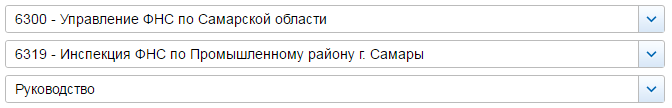 6300 - Управление ФНС по Самарской области
6319 - Инспекция ФНС по Промышленному району г. Самары
Руководство